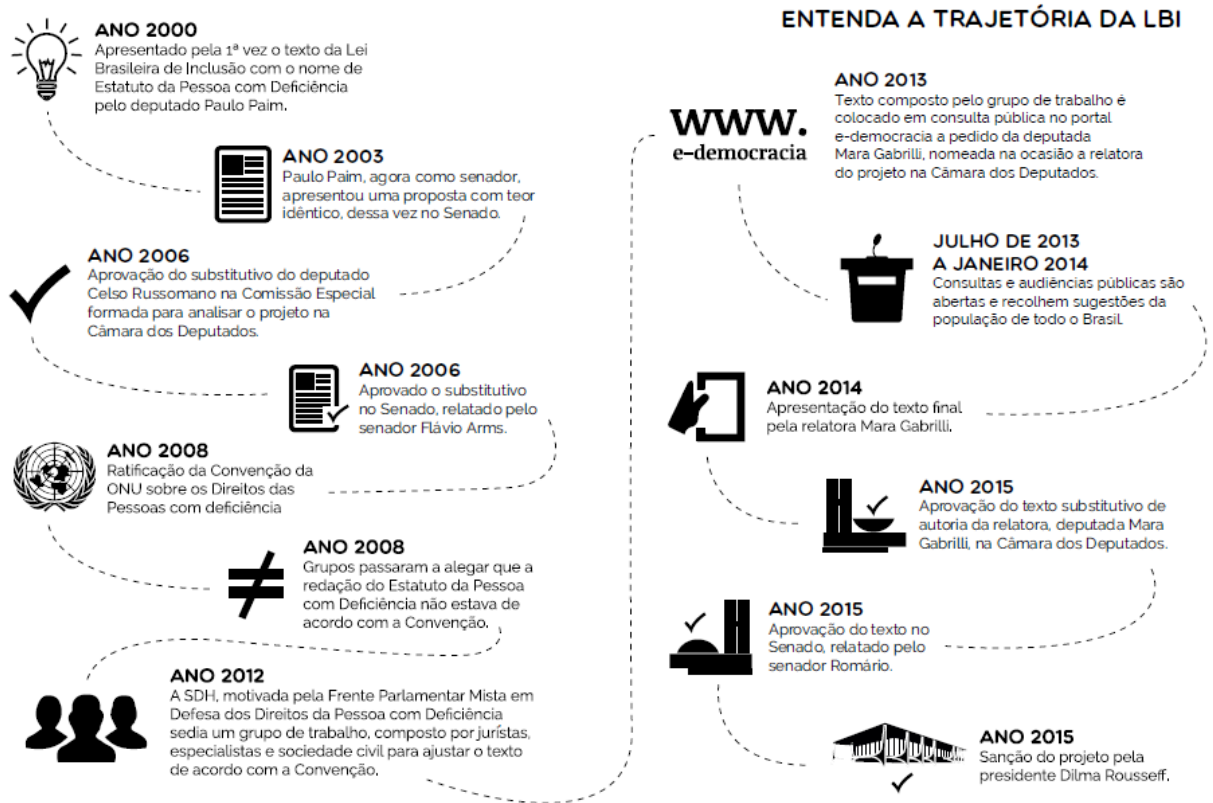 ENTENDA A TRAJETÓRIA DA LBI
ANO 2000
Apresentado pela 1ª vez o texto da Lei
Brasileira de Inclusão com o nome de
Estatuto da Pessoa com Deficiência
pelo deputado Paulo Paim.
ANO 2003
Paulo Paim, agora como senador,
apresentou uma proposta com teor
idêntico, dessa vez no Senado.
ANO 2006
Aprovação do substitutivo do deputado
Celso Russomano na Comissão Especial
formada para analisar o projeto na
Câmara dos Deputados.
ANO 2006
Aprovado o substitutivo
no Senado, relatado pelo
senador Flávio Arms.
ANO 2008
Ratificação da Convenção da
ONU sobre os Direitos das
Pessoas com deficiência
ANO 2008
Grupos passaram a alegar que a
redação do Estatuto da Pessoa
com Deficiência não estava de
acordo com a Convenção.
ANO 2012
A SDH, motivada pela Frente Parlamentar Mista em
Defesa dos Direitos da Pessoa com Deficiência
sedia um grupo de trabalho, composto por jurístas,
especialistas e sociedade civil para ajustar o texto
de acordo com a Convenção.
www.
e-democracia
ANO 2013
Texto composto pelo grupo de trabalho é
colocado em consulta pública no portal
e-democracia a pedido da deputada
Mara Gabrilli, nomeada na ocasião a relatora
do projeto na Câmara dos Deputados.
JULHO DE 2013
A JANEIRO 2014
Consultas e audiências públicas são
abertas e recolhem sugestões da
população de todo o Brasil.
ANO 2014
Apresentação do texto final
pela relatora Mara Gabrilli.
ANO 2015
Aprovação do texto substitutivo de
autoria da relatora, deputada Mara
Gabrilli, na Câmara dos Deputados.
ANO 2015
Aprovação do texto no
Senado, relatado pelo
senador Romário.
ANO 2015
Sanção do projeto pela
presidente Dilma Rousseff.